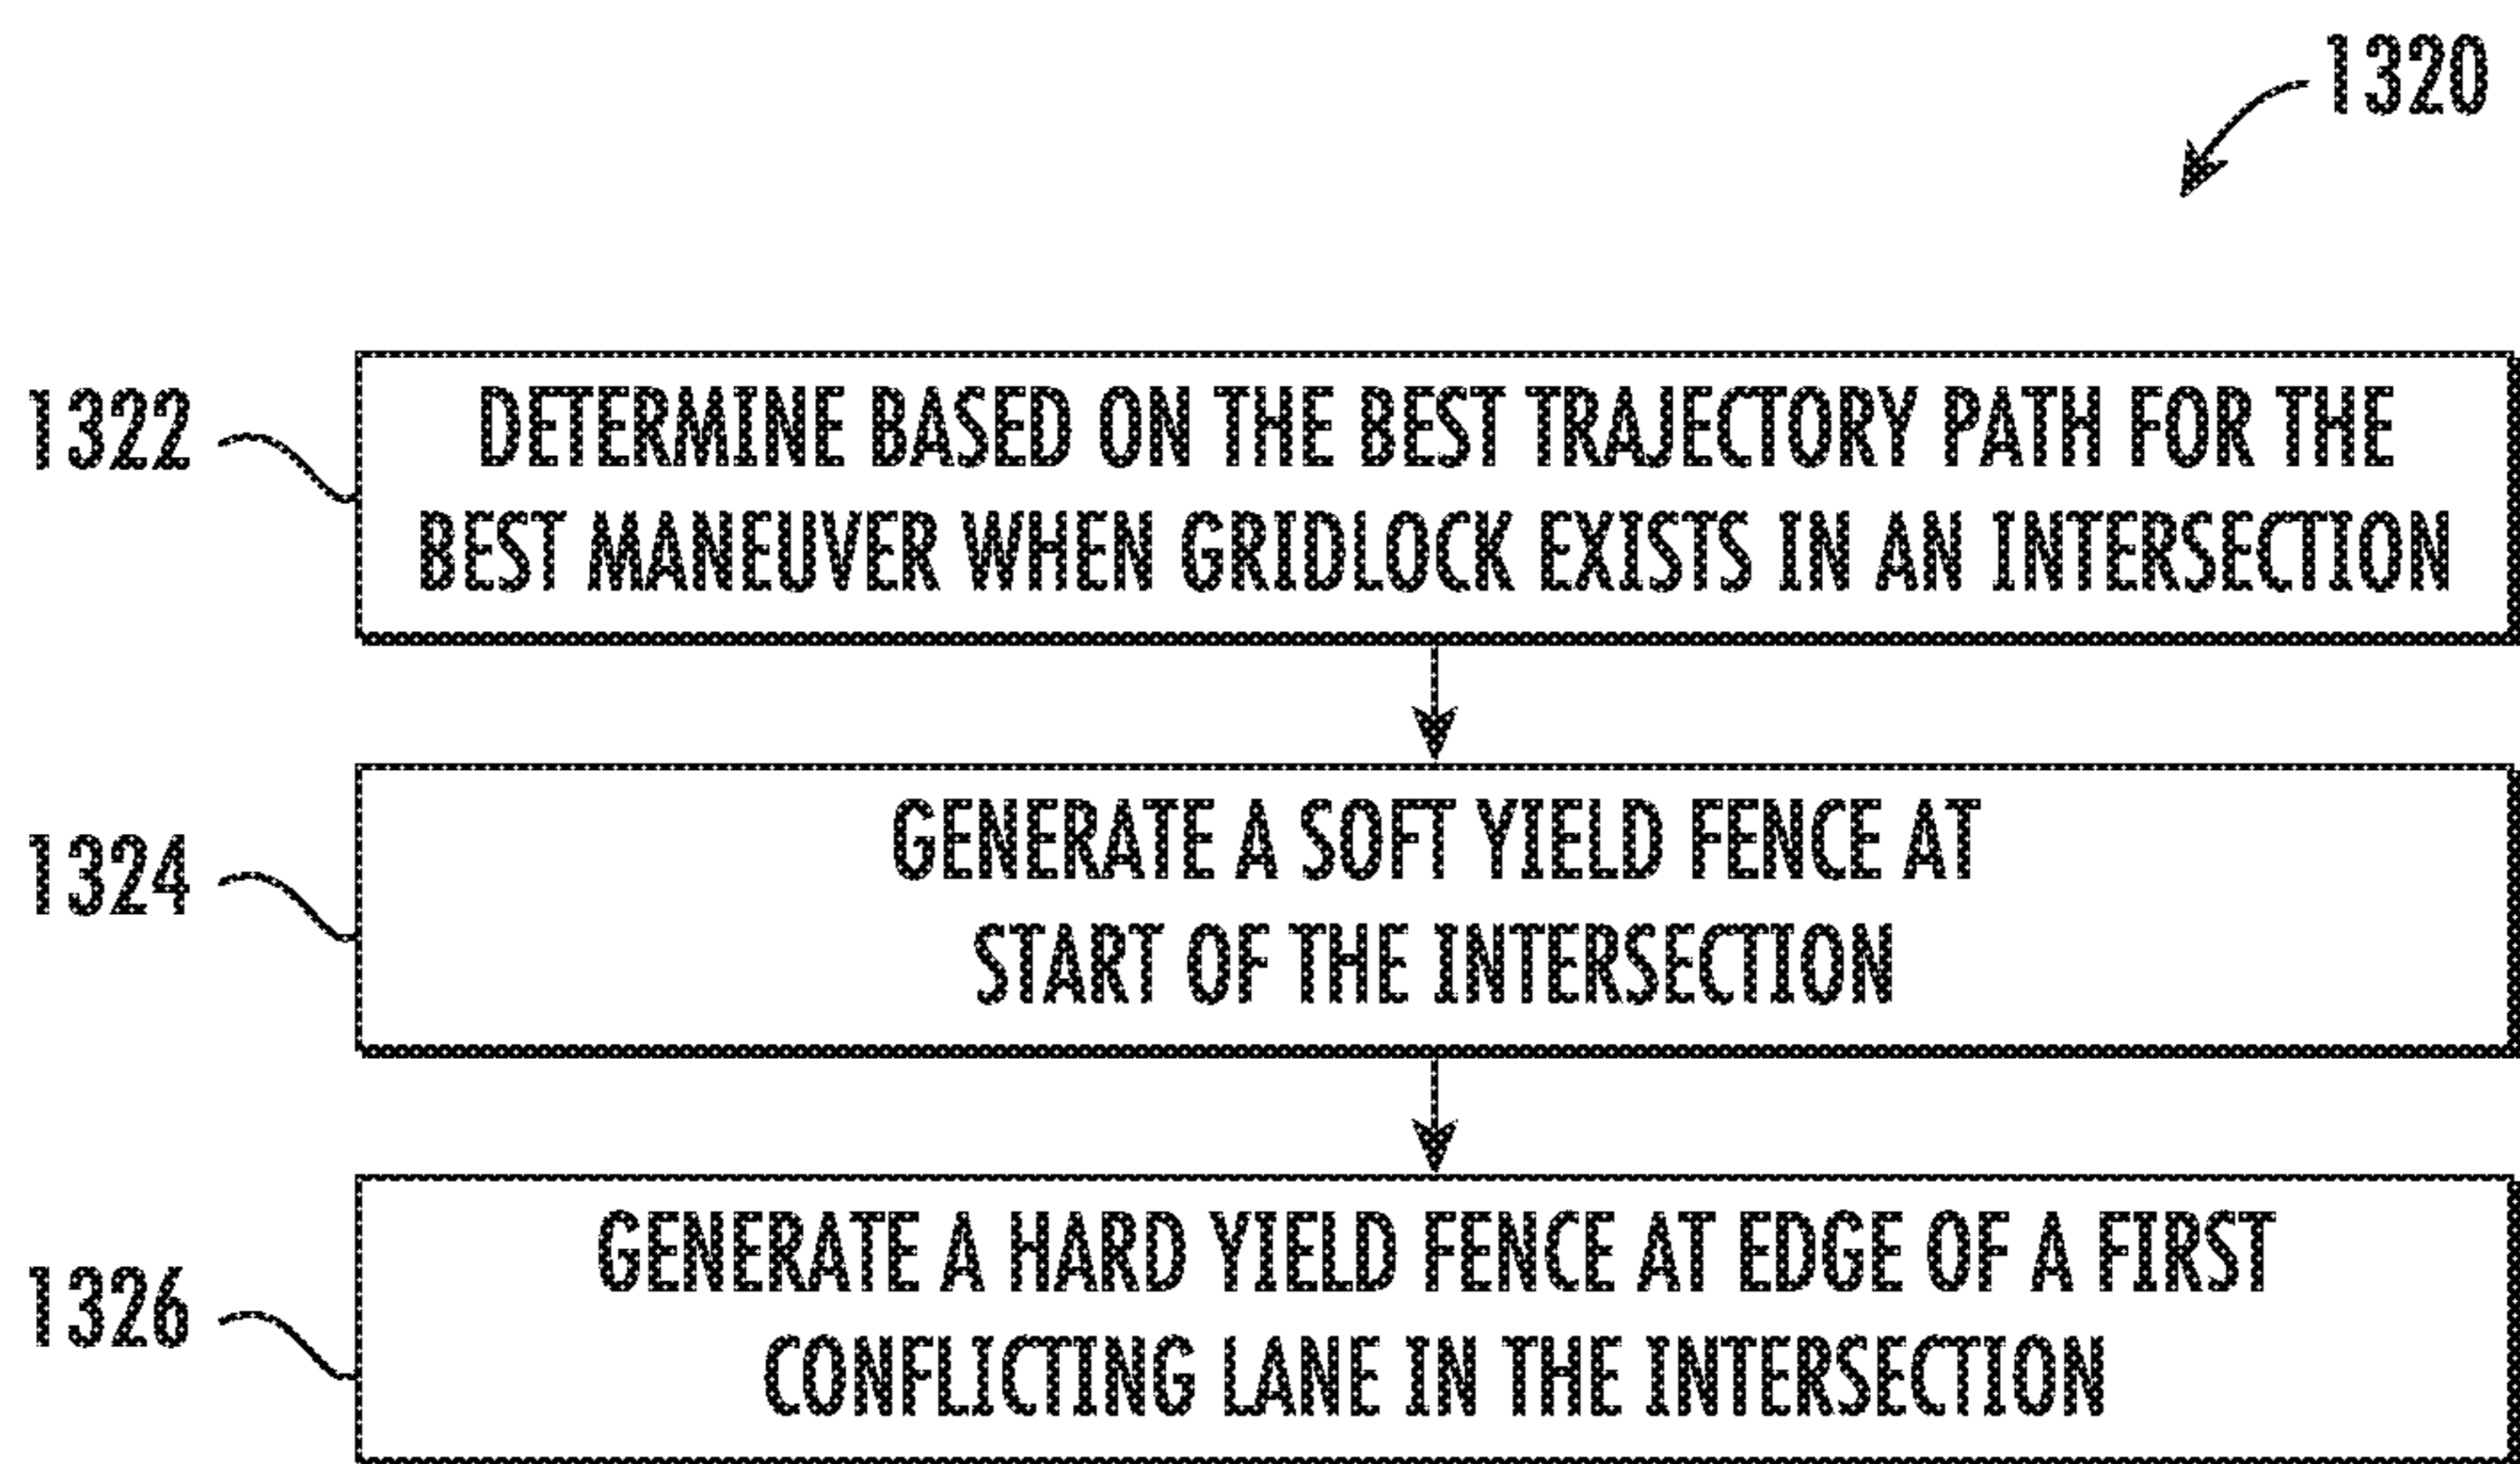 1320
1322
DETERMINE BASED ON THE BEST TRAJECTORY PATH FOR THE
BEST MANEUVER WHEN GRIDLOCK EXISTS IN AN INTERSECTION
1324
GENERATE A SOFT YIELD FENCE AT
START OF THE INTERSECTION
1326
GENERATE A HARD YIELD FENCE AT EDGE OF A FIRST
CONFLICTING LANE IN THE INTERSECTION